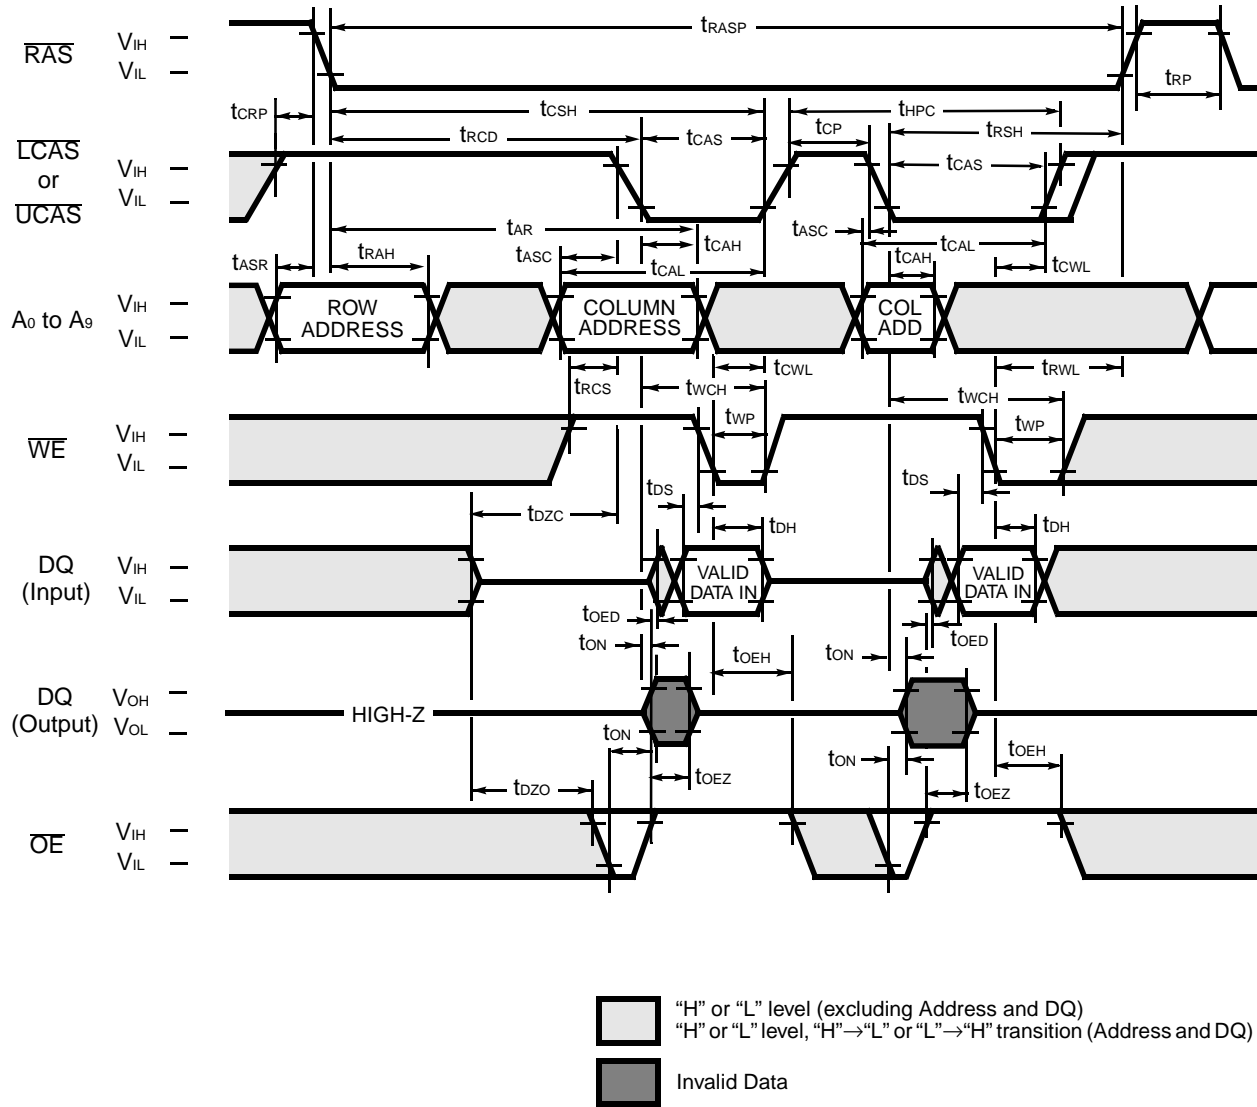 tRASP
RAS
VIH
VIL
tRP
tCRP
tCSH
tHPC
tRCD
tCAS
tCP
tRSH
LCAS
or
UCAS
VIH
VIL
tCAS
tAR
tASR
tRAH
tASC
tCAH
tCAL
tASC
tCAL
tCAH
tCWL
A0 to A9
VIH
VIL
ROW
ADDRESS
COLUMN
ADDRESS
COL
ADD
tRCS
tCWL
tWCH
tRWL
tWCH
WE
VIH
VIL
tWP
tWP
tDS
tDS
tDZC
tDH
tDH
DQ
(Input)
VIH
VIL
VALID
DATA IN
VALID
DATA IN
tOED
tOED
tON
tOEH
tON
DQ
(Output)
VOH
VOL
HIGH-Z
tON
tOEZ
tON
tOEH
tOEZ
tDZO
OE
VIH
VIL
“H” or “L” level (excluding Address and DQ)
“H” or “L” level, “H”→“L” or “L”→“H” transition (Address and DQ)
Invalid Data